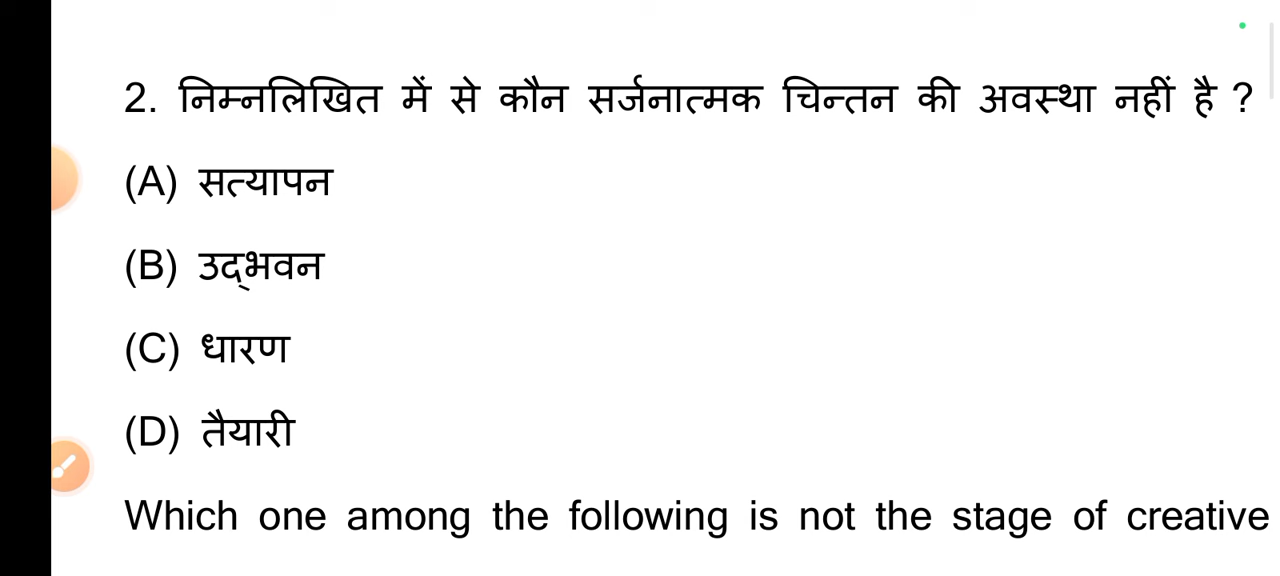 2. निम्नलिखित में से कौन सर्जनात्मक चिन्तन की अवस्था नहीं है ?
(A) सत्यापन
(B) उद्‌भवन
(C) धारण
(D) तैयारी
Which one among the following is not the stage of creative